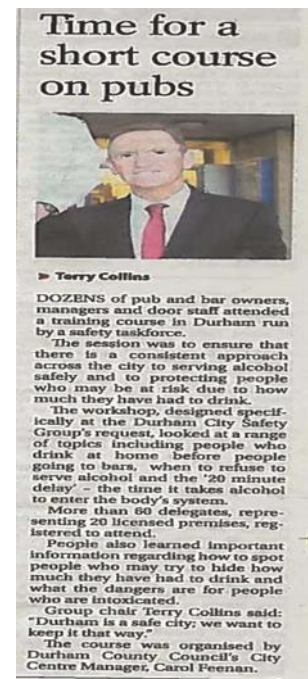 Time for a
short course
on pubs
Terry Collins
DOZENS of pub and bar owners,
managers and door staff attended
a training course in Durham run
by a safety taskforce.
The session was to ensure that
there is a consistent approach
across the city to serving alcohol
safely and to protecting people
who may be at risk due to how
much they have had to drink.
The workshop, designed specif-
ically at the Durham City Safety
Group's request, looked at a range
of topics including people who
drink at home before people
going to bars, when to refuse to
serve alcohol and the '20 minute
delay' – the time it takes alcohol
to enter the body's system.
More than 60 delegates, repre-
senting 20 licensed premises, reg-
istered to attend.
People also learned important
information regarding how to spot
people who may try to hide how
much they have had to drink and
what the dangers are for people
who are intoxicated.
Group chair Terry Collins said:
"Durham is a safe city; we want to
keep it that way."
The course was organised by
Durham County Council's City
Centre Manager, Carol Feenan.